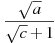 √a
√c + 1